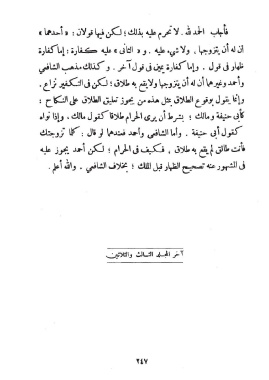 فأجاب الحمد لله . لا تحرم عليه بذلك؛ لكن فيها قولان : « أحدهما »
ان له أن يتزوجها ، ولا شيء عليه . و « الثاني » عليه كفارة : إما كفارة
ظهار في قول . وإما كفارة يمين في قول آخر . وكذلك مذهب الشافعي
وأحمد وغيرهما أن له أن يتزوجها ولا يقع به طلاق؛ لكن في التكفير نزاع.
وإنما يقول بوقوع الطلاق بمثل هذه من يجوز تعليق الطلاق على النكاح :
كأبي حنيفة ومالك ؛ بشرط أن يرى الحرام طلاقا كقول مالك . وإذا نواه
كقول أبي حنيفة . وأما الشافعي وأحمد فعندهما لو قال : كلما تزوجتك
فأنت طالق لم يقع به طلاق ، فكيف في الحرام ؛ لكن أحمد يجوز عليه
في المشهور عنه تصحيح الظهار قبل الملك ؛ بخلاف الشافعي . والله أعلم .
آخر المجلد الثالث والثلاثين
٢٤٧